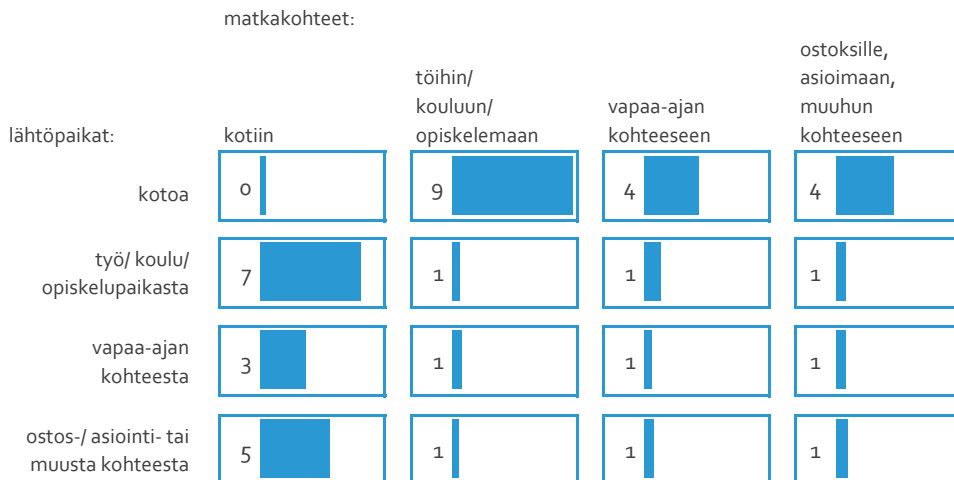 matkakohteet:
ostoksille,
asioimaan,
muuhun
kohteeseen
töihin/
kouluun/
opiskelemaan
vapaa-ajan
kohteeseen
lähtöpaikat:
kotiin
kotoa
0
9
4
4
työ/ koulu/
opiskelupaikasta
7
1
1
1
vapaa-ajan
kohteesta
3
1
1
1
ostos-/ asiointi- tai
muusta kohteesta
5
1
1
1